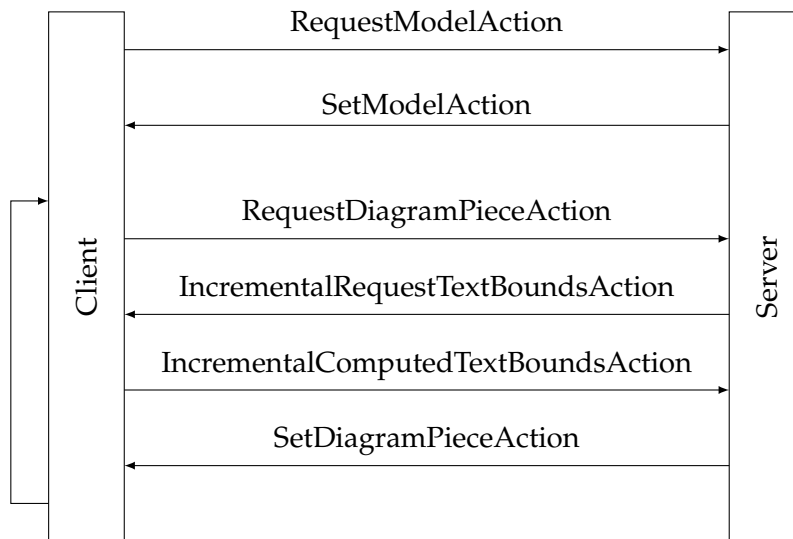 RequestModelAction
SetModelAction
RequestDiagramPieceAction
IncrementalRequestTextBoundsAction
IncrementalComputedTextBoundsAction
SetDiagramPieceAction
Client
Server